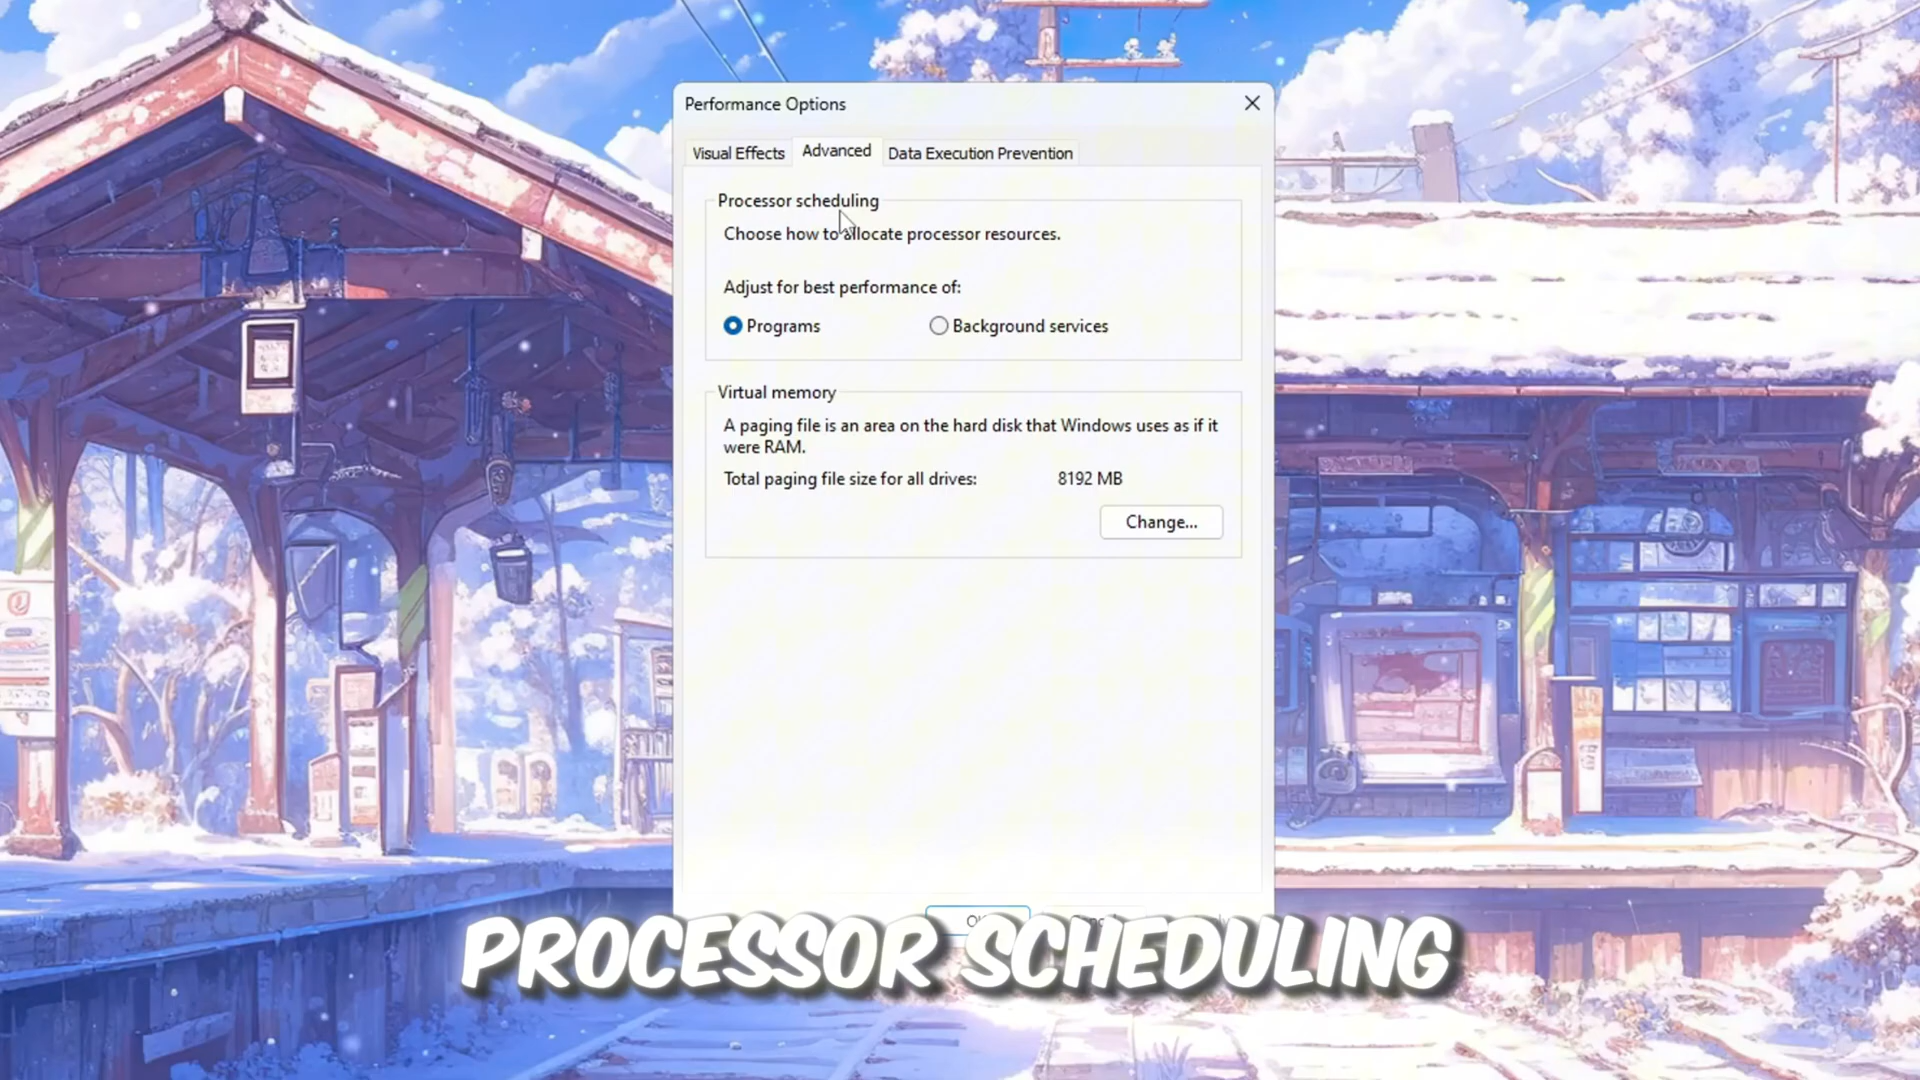 Performance Options
Visual Effects
Advanced
Data Execution Prevention
Processor scheduling
Choose how to allocate processor resources.
Adjust for best performance of:
Programs
Background services
Virtual memory
A paging file is an area on the hard disk that Windows uses as if it
were RAM.
Total paging file size for all drives:
8192 MB
Change...
PROCESSOR SCHEDULING